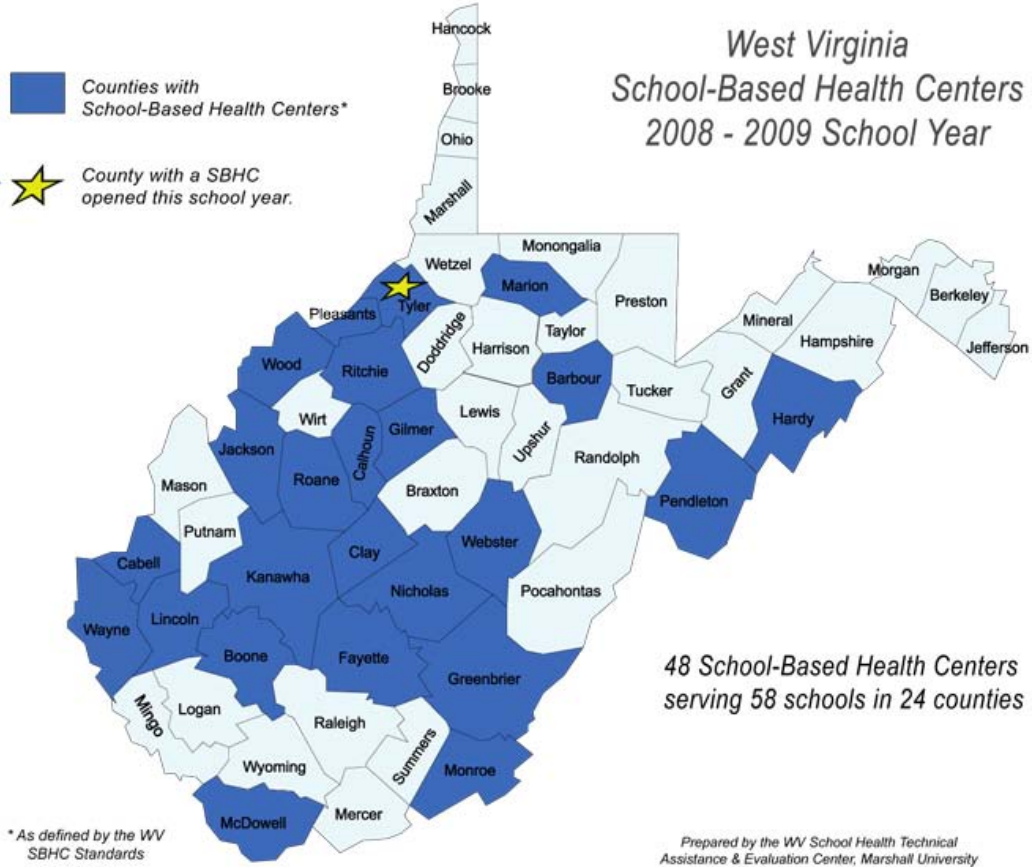 West Virginia
School-Based Health Centers
2008 - 2009 School Year
Counties with
School-Based Health Centers*
County with a SBHC
opened this school year.
Hancock
Brooke
Ohio
Marshall
Wetzel
Monongalia
Marion
Preston
Tyler
Pleasants
Doddridge
Harrison
Taylor
Morgan
Berkeley
Jefferson
Mineral
Hampshire
Wood
Ritchie
Barbour
Tucker
Grant
Hardy
Wirt
Calhoun
Gilmer
Lewis
Upshur
Randolph
Jackson
Roane
Braxton
Pendleton
Mason
Putnam
Clay
Webster
Cabell
Kanawha
Nicholas
Pocahontas
Wayne
Lincoln
Boone
Fayette
Greenbrier
Mingo
Logan
Raleigh
Summers
Wyoming
Monroe
McDowell
Mercer
48 School-Based Health Centers
serving 58 schools in 24 counties
* As defined by the WV
SBHC Standards
Prepared by the WV School Health Technical
Assistance & Evaluation Center, Marshall University